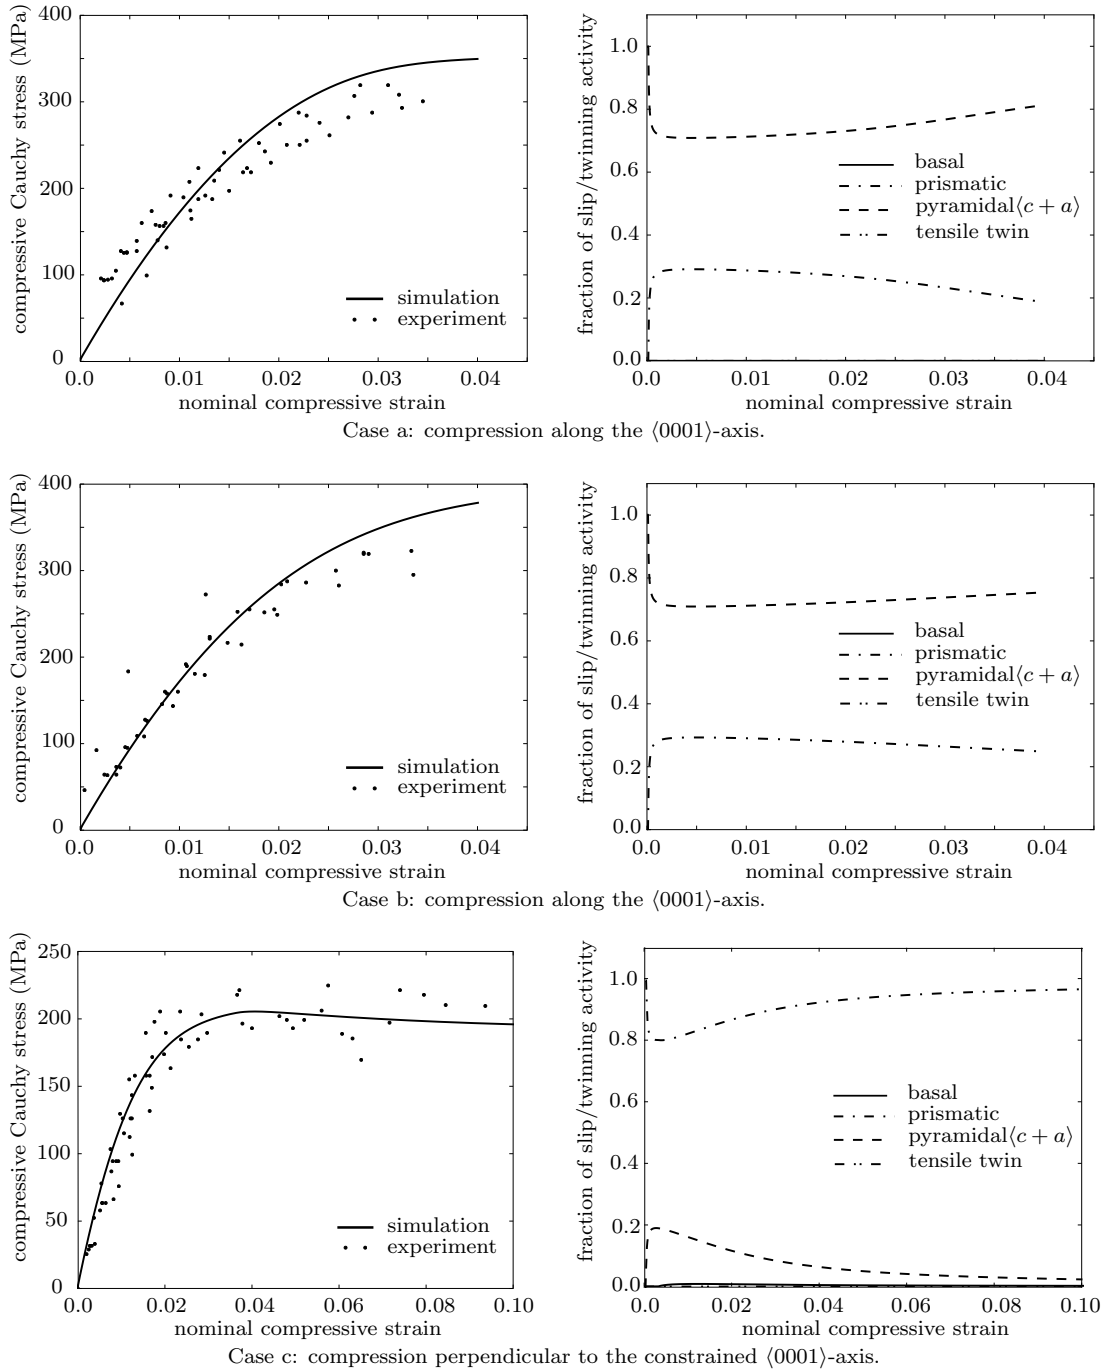 compressive Cauchy stress (MPa)
400
300
200
100
0
0.0 0.01 0.02 0.03 0.04
nominal compressive strain
simulation
experiment
fraction of slip/twinning activity
1.0
0.8
0.6
0.4
0.2
0.0
0.0 0.01 0.02 0.03 0.04
nominal compressive strain
basal
prismatic
pyramidal⟨c + a⟩
tensile twin
Case a: compression along the ⟨0001⟩-axis.
compressive Cauchy stress (MPa)
400
300
200
100
0
0.0 0.01 0.02 0.03 0.04
nominal compressive strain
simulation
experiment
fraction of slip/twinning activity
1.0
0.8
0.6
0.4
0.2
0.0
0.0 0.01 0.02 0.03 0.04
nominal compressive strain
basal
prismatic
pyramidal⟨c + a⟩
tensile twin
Case b: compression along the ⟨0001⟩-axis.
compressive Cauchy stress (MPa)
250
200
150
100
50
0
0.0 0.02 0.04 0.06 0.08 0.10
nominal compressive strain
simulation
experiment
fraction of slip/twinning activity
1.0
0.8
0.6
0.4
0.2
0.0
0.0 0.02 0.04 0.06 0.08 0.10
nominal compressive strain
basal
prismatic
pyramidal⟨c + a⟩
tensile twin
Case c: compression perpendicular to the constrained ⟨0001⟩-axis.